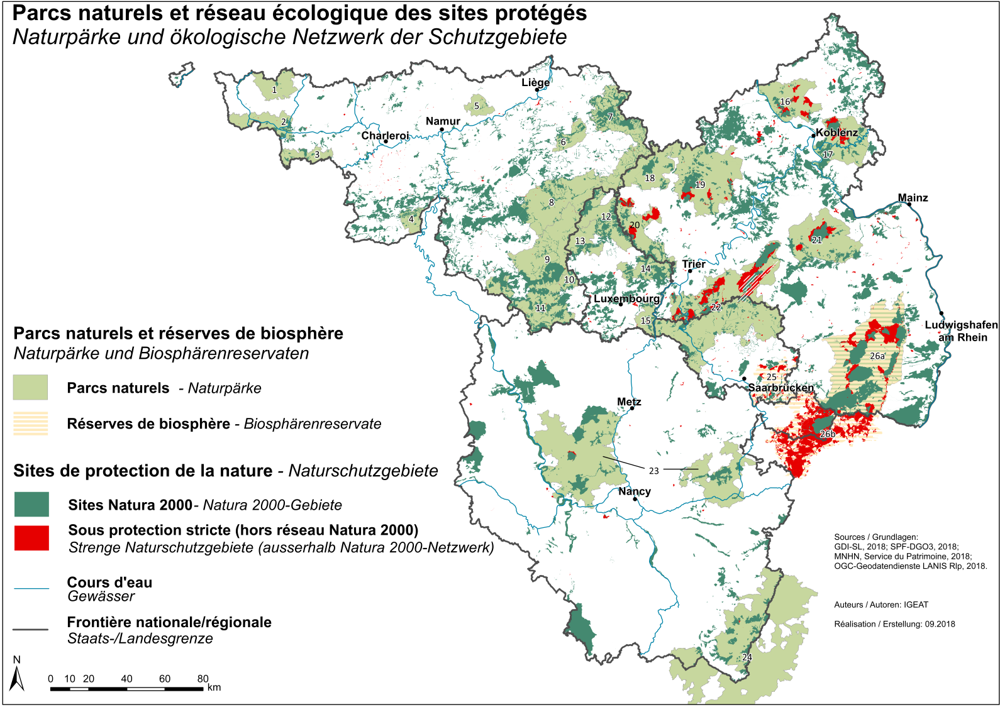 Parcs naturels et réseau écologique des sites protégés
Naturpärke und ökologische Netzwerk der Schutzgebiete
1
2
3
4
5
6
7
8
9
10
11
12
13
14
15
16
17
18
19
20
21
22
23
24
25
26a
26b
Liège
Namur
Charleroi
Koblenz
Mainz
Trier
Luxembourg
Ludwigshafen
am Rhein
Saarbrücken
Metz
Nancy
Parcs naturels et réserves de biosphère
Naturpärke und Biosphärenreservaten
Parcs naturels - Naturpärke
Réserves de biosphère - Biosphärenreservate
Sites de protection de la nature - Naturschutzgebiete
Sites Natura 2000 - Natura 2000-Gebiete
Sous protection stricte (hors réseau Natura 2000)
Strenge Naturschutzgebiete (ausserhalb Natura 2000-Netzwerk)
Cours d'eau
Gewässer
Frontière nationale/régionale
Staats-/Landesgrenze
N
0 10 20 40 60 80
km
Sources / Grundlagen:
GDI-SL, 2018; SPF-DGO3, 2018;
MNHN, Service du Patrimoine, 2018;
OGC-Geodatendienste LANIS Rlp, 2018.
Auteurs / Autoren: IGEAT
Réalisation / Erstellung: 09.2018